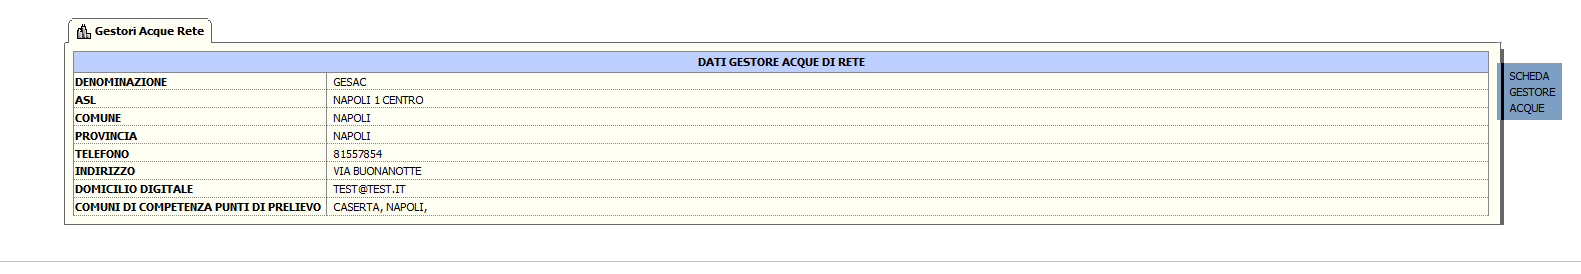 Gestori Acque Rete
DATI GESTORE ACQUE DI RETE
DENOMINAZIONE GESAC
ASL NAPOLI 1 CENTRO
COMUNE NAPOLI
PROVINCIA NAPOLI
TELEFONO 81557854
INDIRIZZO VIA BUONANOTTE
DOMICILIO DIGITALE TEST@TEST.IT
COMUNI DI COMPETENZA PUNTI DI PRELIEVO CASERTA, NAPOLI,
SCHEDA
GESTORE
ACQUE